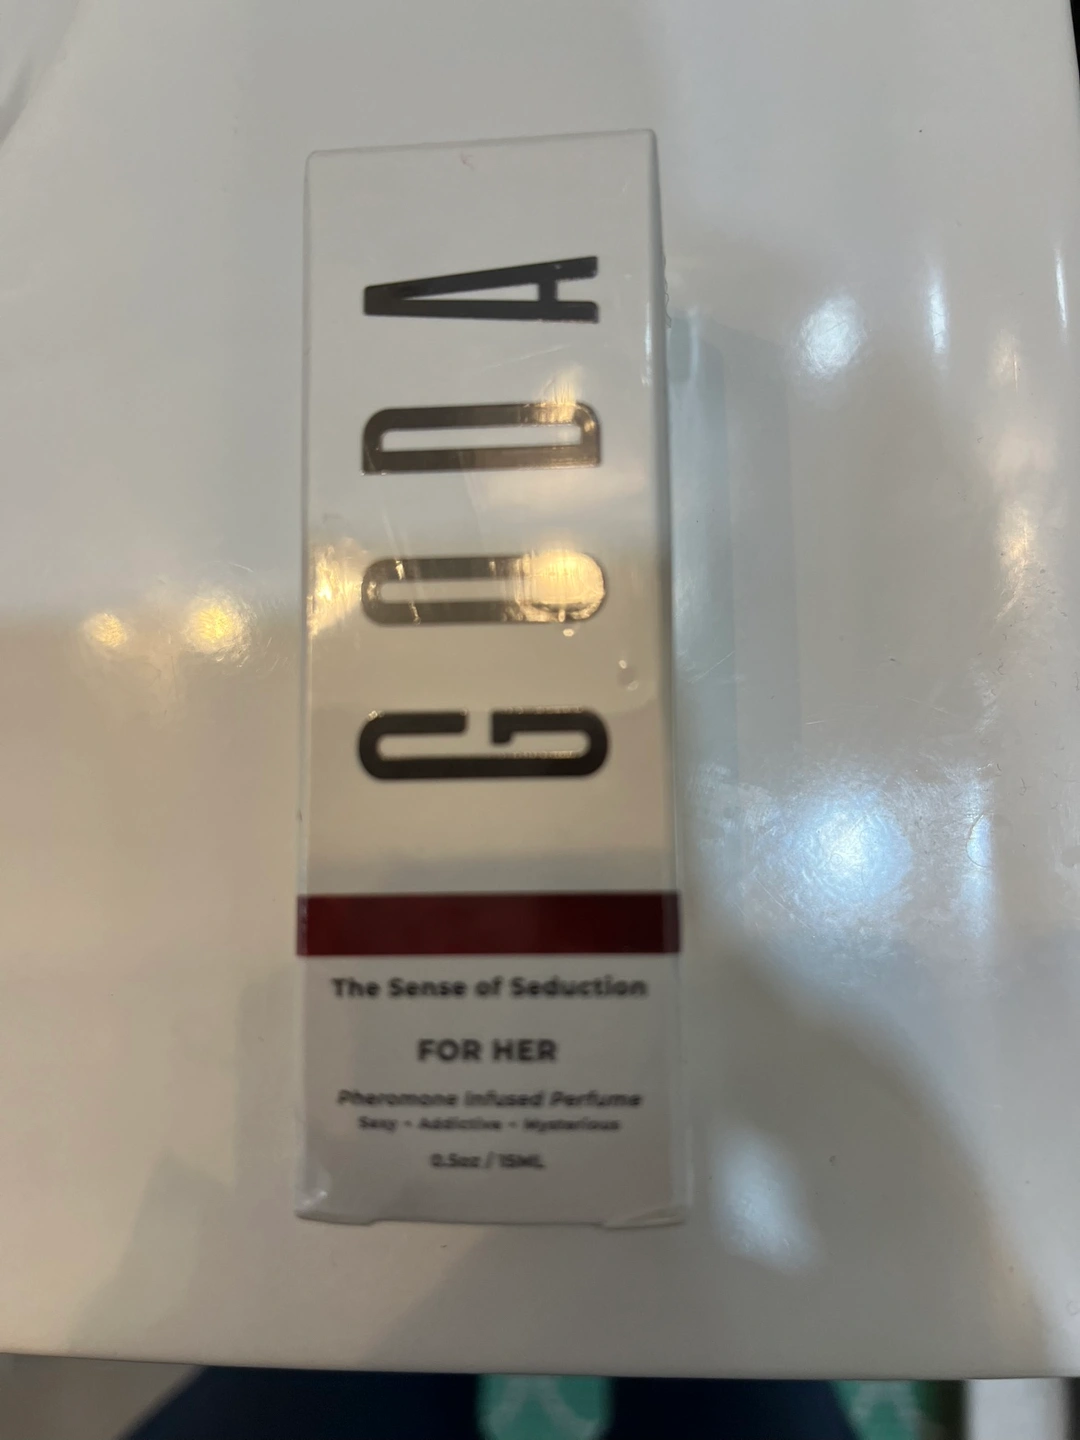 GODA
The Sense of Seduction
FOR HER
Pheromone Infused Perfume
Sexy • Addictive • Mysterious
0.5oz / 15ML